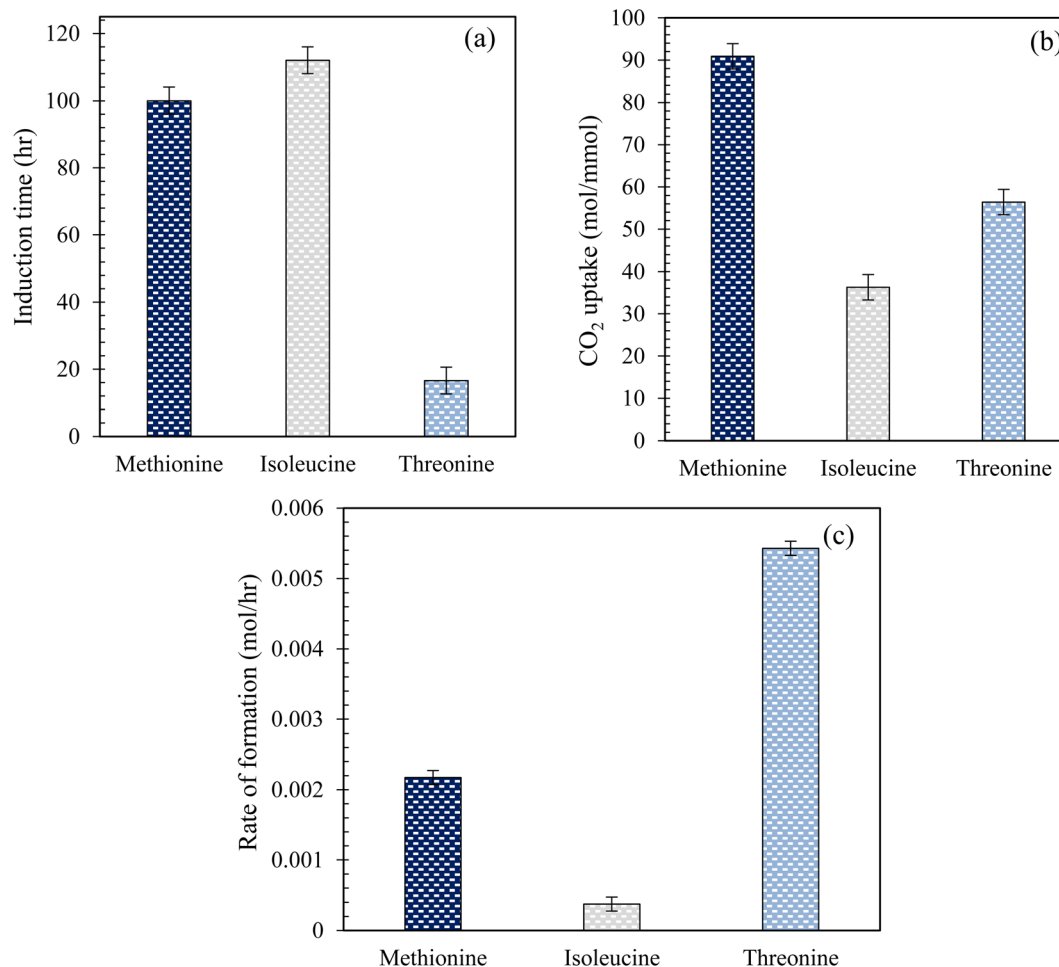 (a)
Induction time (hr)
120
100
80
60
40
20
0
Methionine Isoleucine Threonine
(b)
CO₂ uptake (mol/mmol)
100
90
80
70
60
50
40
30
20
10
0
Methionine Isoleucine Threonine
(c)
Rate of formation (mol/hr)
0.006
0.005
0.004
0.003
0.002
0.001
0
Methionine Isoleucine Threonine